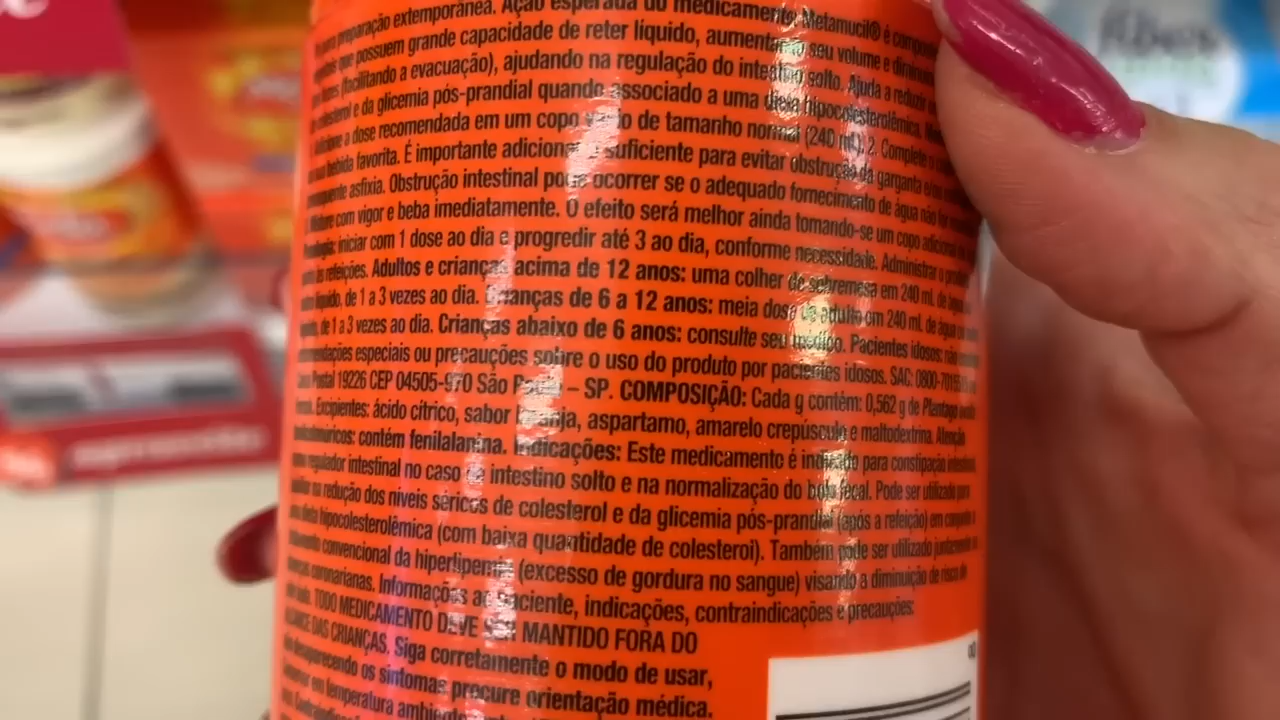 preparação extemporânea. Ação esperada do medicamento: Metamucil® é
que possuem grande capacidade de reter líquido, aumentando seu volume e
(facilitando a evacuação), ajudando na regulação do intestino solto. Ajuda a reduzir
e da glicemia pós-prandial quando associado a uma dieta hipocolesterolêmica.
a dose recomendada em um copo vazio de tamanho normal (240 mL). 2. Complete
bebida favorita. É importante adicionar suficiente para evitar obstrução da garganta
asfixia. Obstrução intestinal pode ocorrer se o adequado fornecimento de água não for
com vigor e beba imediatamente. O efeito será melhor ainda tomando-se um copo adicional
iniciar com 1 dose ao dia e progredir até 3 ao dia, conforme necessidade. Administrar o
refeições. Adultos e crianças acima de 12 anos: uma colher de sobremesa em 240 mL de
líquido, de 1 a 3 vezes ao dia. Crianças de 6 a 12 anos: meia dose de adulto em 240 mL de água
de 1 a 3 vezes ao dia. Crianças abaixo de 6 anos: consulte seu médico. Pacientes idosos: não
especiais ou precauções sobre o uso do produto por pacientes idosos. SAC: 0800-
Postal 19226 CEP 04505-970 São Paulo – SP. COMPOSIÇÃO: Cada g contém: 0,562 g de Plantago
Excipientes: ácido cítrico, sabor laranja, aspartamo, amarelo crepúsculo e maltodextrina. Atenção
contém fenilalanina. Indicações: Este medicamento é indicado para constipação
regulador intestinal no caso de intestino solto e na normalização do bolo fecal. Pode ser utilizado para
na redução dos níveis séricos de colesterol e da glicemia pós-prandial (após a refeição) em
hipocolesterolêmica (com baixa quantidade de colesterol). Também pode ser utilizado
convencional da hiperlipemia (excesso de gordura no sangue) visando a diminuição de risco
coronarianas. Informações ao paciente, indicações, contraindicações e precauções:
TODO MEDICAMENTO DEVE SER MANTIDO FORA DO
DAS CRIANÇAS. Siga corretamente o modo de usar,
desaparecendo os sintomas procure orientação médica.
temperatura